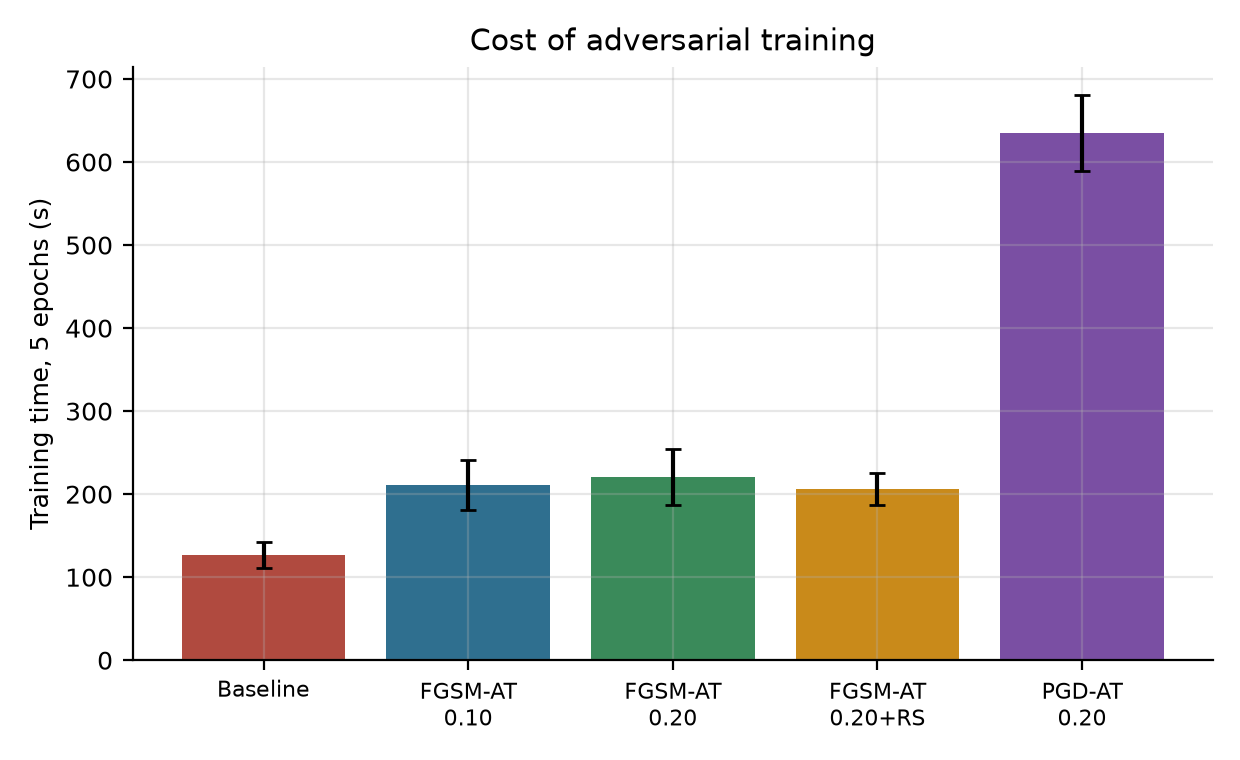 Cost of adversarial training
Training time, 5 epochs (s)
700
600
500
400
300
200
100
0
Baseline
FGSM-AT
0.10
FGSM-AT
0.20
FGSM-AT
0.20+RS
PGD-AT
0.20